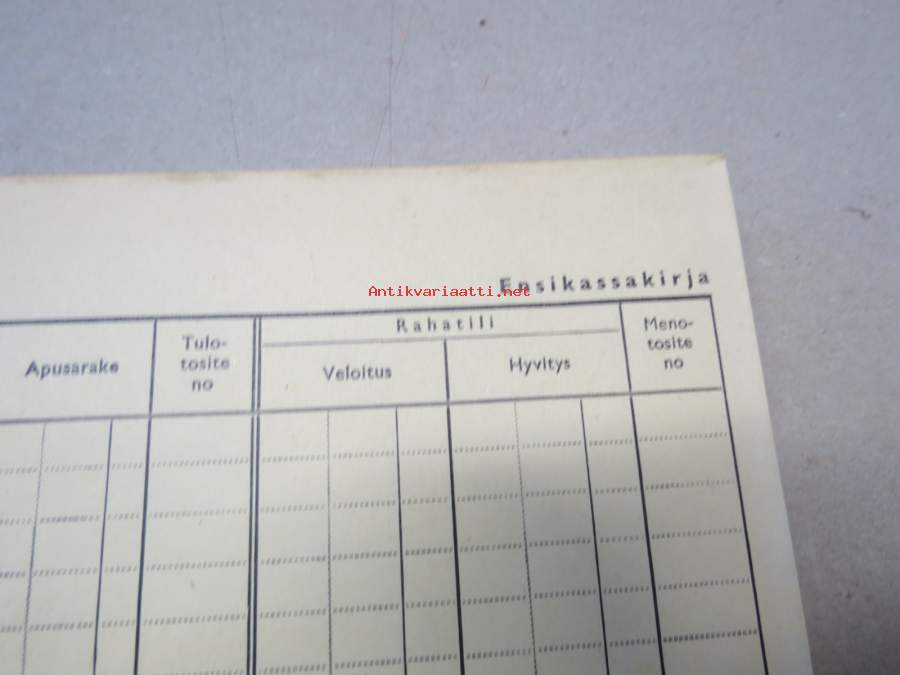 Ensikassakirja
Antikvariaatti.net
Apusarake
Tulo-
tosite
no
Rahatili
Veloitus
Hyvitys
Meno-
tosite
no